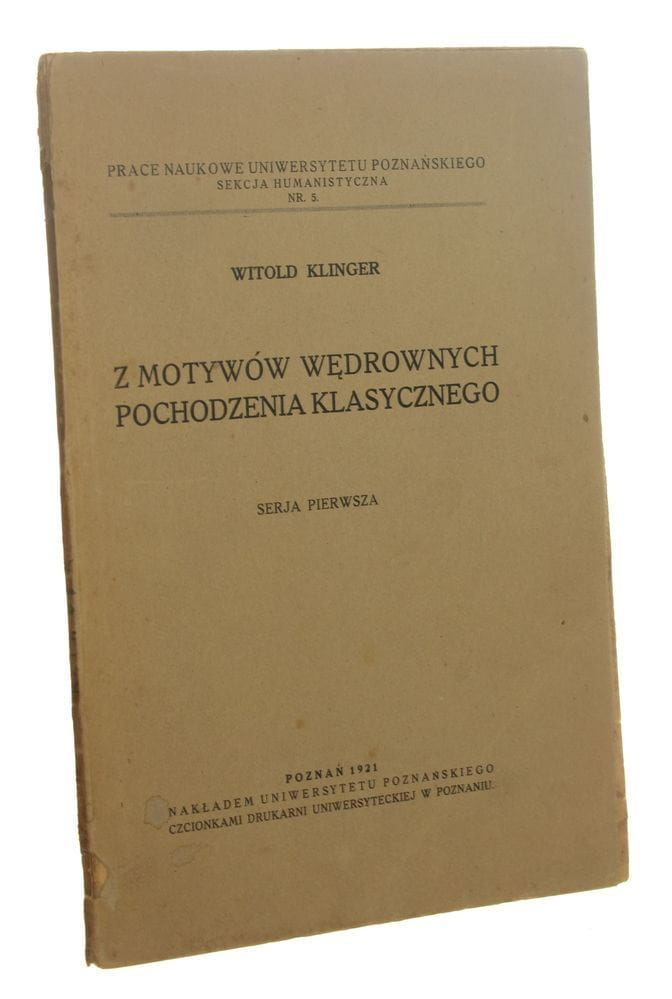 PRACE NAUKOWE UNIWERSYTETU POZNAŃSKIEGO
SEKCJA HUMANISTYCZNA
NR. 5.
WITOLD KLINGER
Z MOTYWÓW WĘDROWNYCH
POCHODZENIA KLASYCZNEGO
SERJA PIERWSZA
POZNAŃ 1921
NAKŁADEM UNIWERSYTETU POZNAŃSKIEGO
CZCIONKAMI DRUKARNI UNIWERSYTECKIEJ W POZNANIU.